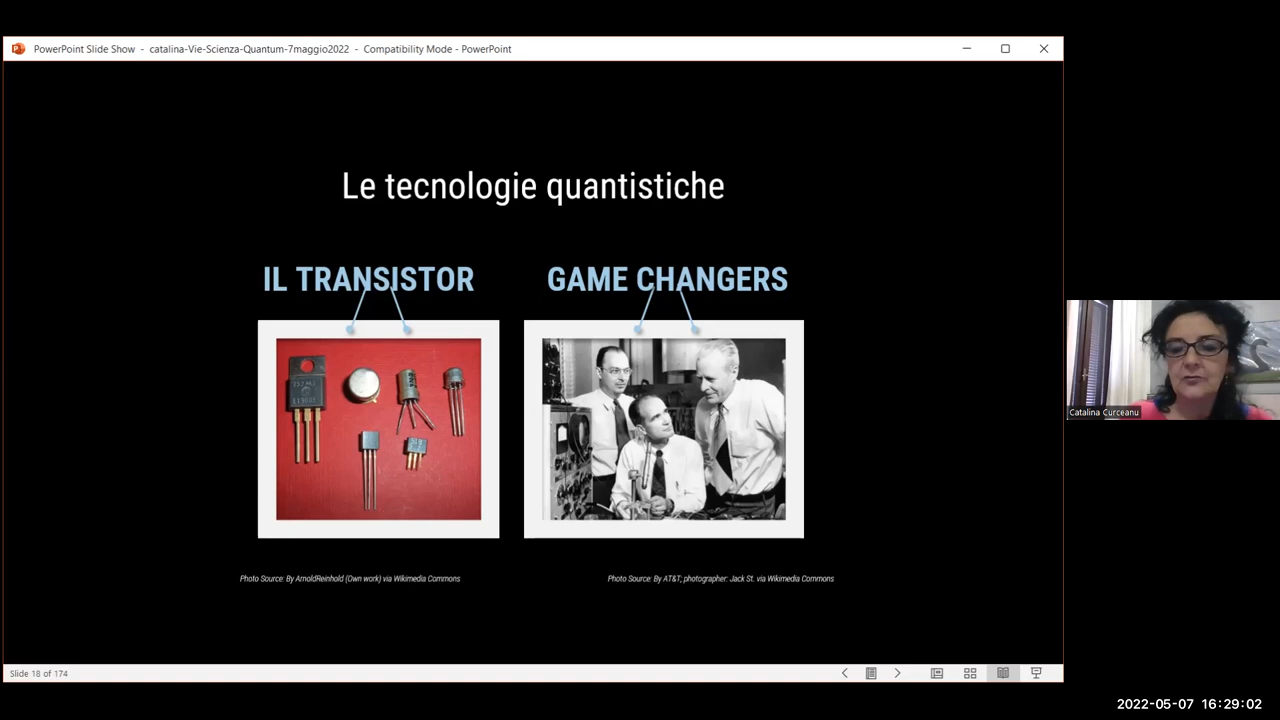 PowerPoint Slide Show - catalina-Vie-Scienza-Quantum-7maggio2022 - Compatibility Mode - PowerPoint
Le tecnologie quantistiche
IL TRANSISTOR
GAME CHANGERS
Photo Source: By ArnoldReinhold (Own work) via Wikimedia Commons
Photo Source: By AT&T; photographer: Jack St. via Wikimedia Commons
Catalina Curceanu
Slide 18 of 174
2022-05-07 16:29:02